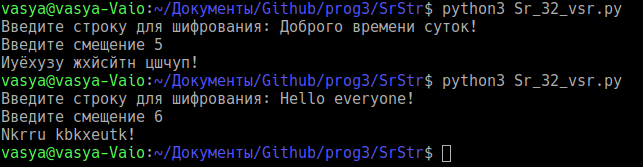 vasya@vasya-Vaio:~/Документы/Github/prog3/SrStr$ python3 Sr_32_vsr.py
Введите строку для шифрования: Доброго времени суток!
Введите смещение 5
Иуёхузу жхйсйтн цшчуп!
vasya@vasya-Vaio:~/Документы/Github/prog3/SrStr$ python3 Sr_32_vsr.py
Введите строку для шифрования: Hello everyone!
Введите смещение 6
Nkrru kbkxeutk!
vasya@vasya-Vaio:~/Документы/Github/prog3/SrStr$